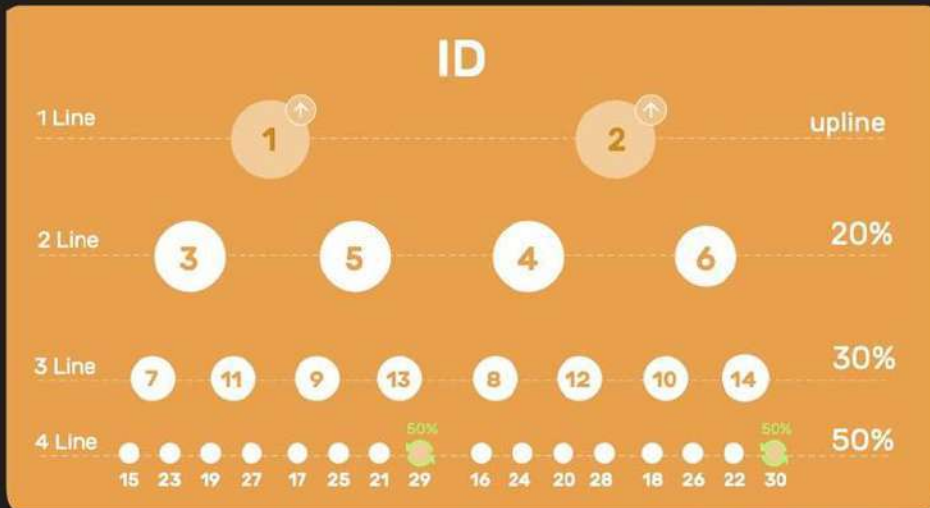 ID
1 Line 1 2 upline
2 Line 3 5 4 6 20%
3 Line 7 11 9 13 8 12 10 14 30%
50% 50%
4 Line 50%
15 23 19 27 17 25 21 29 16 24 20 28 18 26 22 30